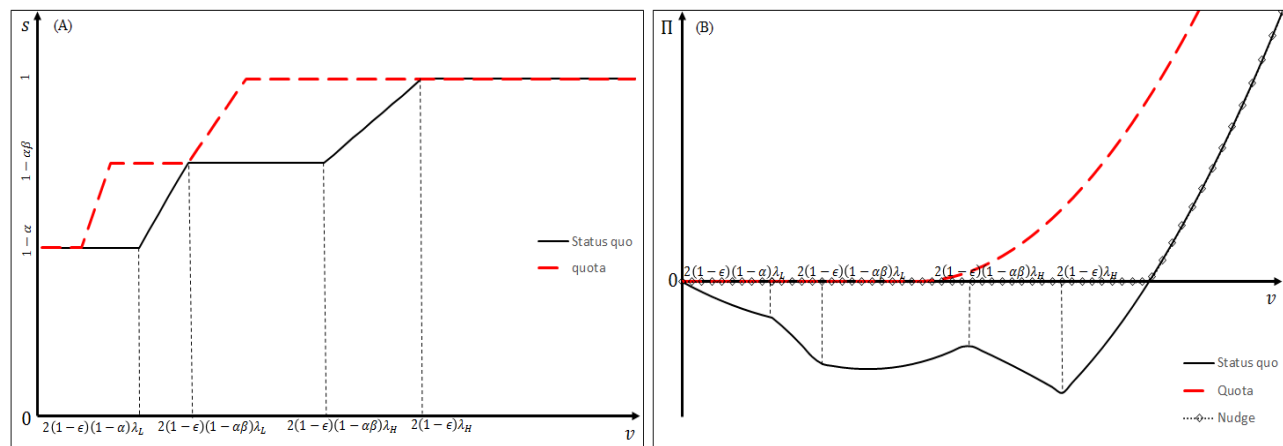 S (A)
1
1 − αβ
1 − α
0
Status quo
quota
2(1 − ϵ)(1 − α)λ_L 2(1 − ϵ)(1 − αβ)λ_L 2(1 − ϵ)(1 − αβ)λ_H 2(1 − ϵ)λ_H v
Π (B)
0
2(1 − ϵ)(1 − α)λ_L 2(1 − ϵ)(1 − αβ)λ_L 2(1 − ϵ)(1 − αβ)λ_H 2(1 − ϵ)λ_H
v
Status quo
Quota
Nudge